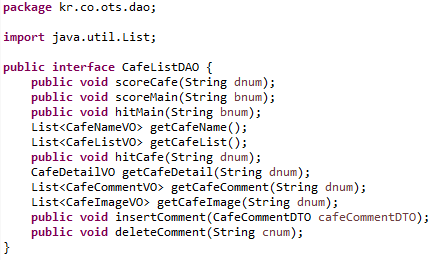 package kr.co.ots.dao;
import java.util.List;
public interface CafeListDAO {
public void scoreCafe(String dnum);
public void scoreMain(String bnum);
public void hitMain(String bnum);
List<CafeNameVO> getCafeName();
List<CafeListVO> getCafeList();
public void hitCafe(String dnum);
CafeDetailVO getCafeDetail(String dnum);
List<CafeCommentVO> getCafeComment(String dnum);
List<CafeImageVO> getCafeImage(String dnum);
public void insertComment(CafeCommentDTO cafeCommentDTO);
public void deleteComment(String cnum);
}